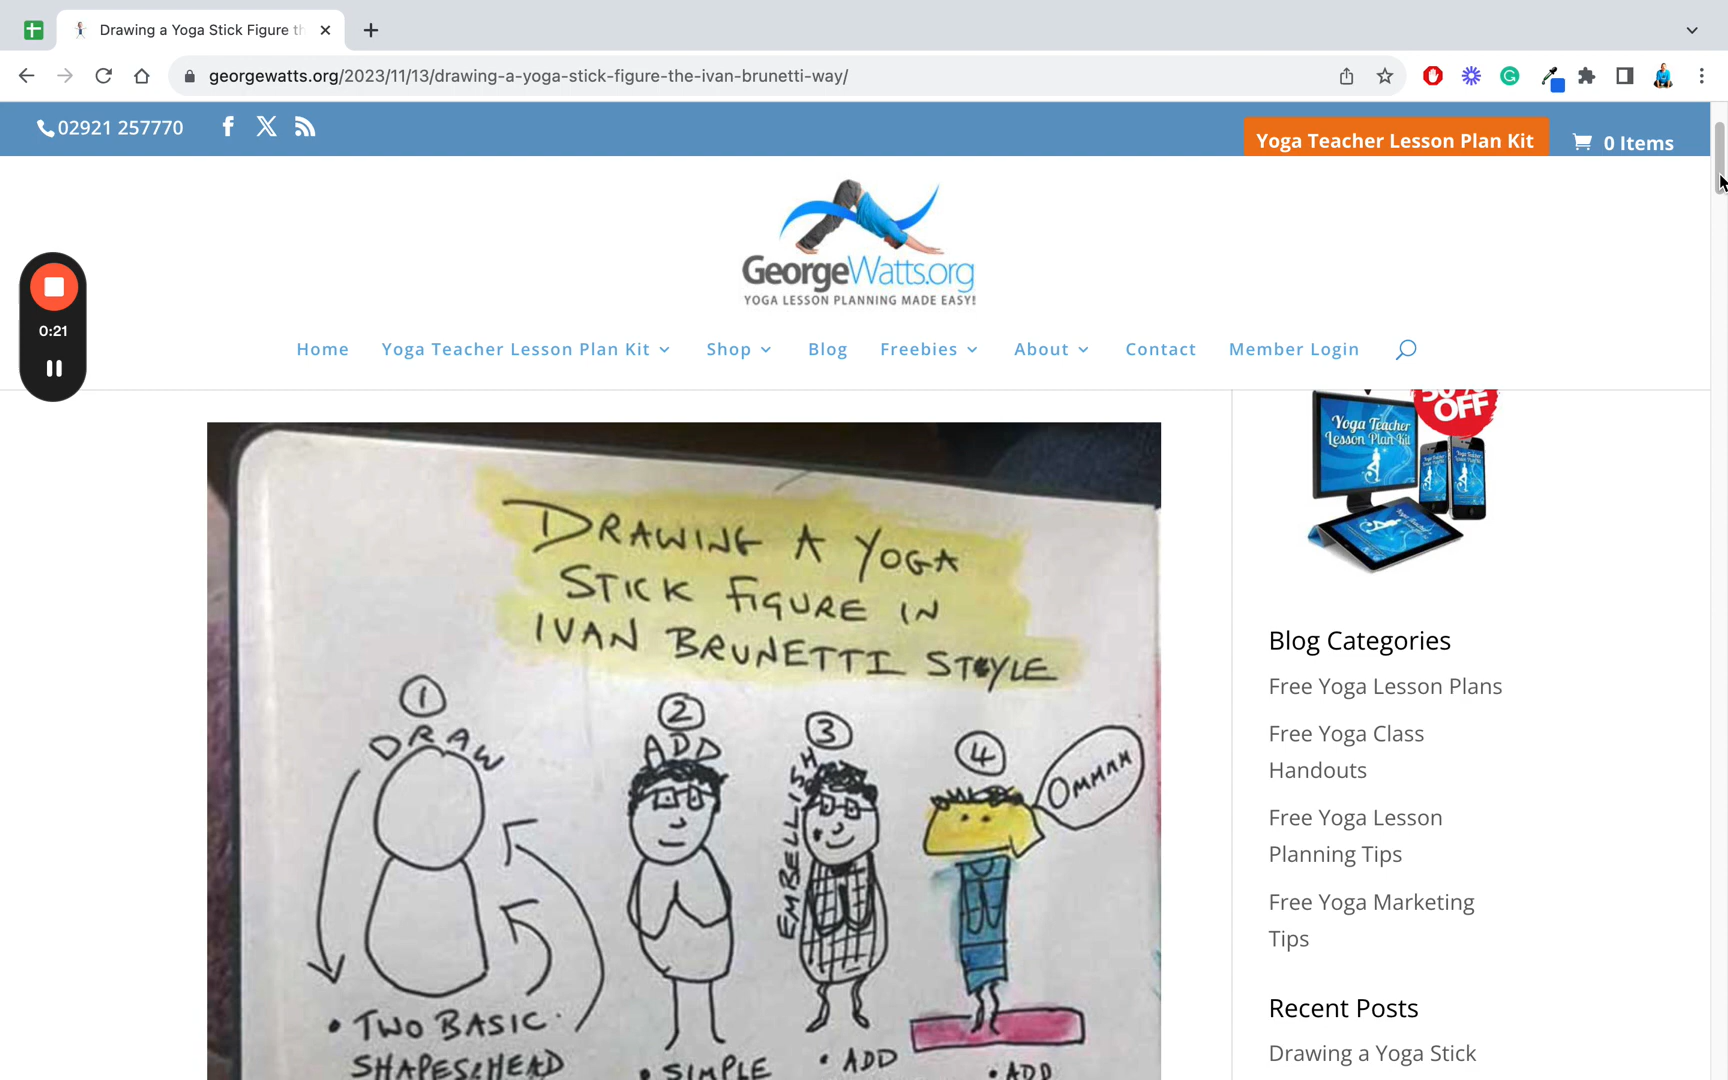 Drawing a Yoga Stick Figure th
georgewatts.org/2023/11/13/drawing-a-yoga-stick-figure-the-ivan-brunetti-way/
02921 257770
Yoga Teacher Lesson Plan Kit
0 Items
GeorgeWatts.org
YOGA LESSON PLANNING MADE EASY!
0:21
Home
Yoga Teacher Lesson Plan Kit
Shop
Blog
Freebies
About
Contact
Member Login
OFF
Yoga Teacher
Lesson Plan Kit
DRAWING A YOGA
STICK FIGURE IN
IVAN BRUNETTI STYLE
1
DRAW
2
ADD
3
EMBELLISH
4
OMMMM
• TWO BASIC
SHAPES: HEAD
• SIMPLE
• ADD
• ADD
Blog Categories
Free Yoga Lesson Plans
Free Yoga Class
Handouts
Free Yoga Lesson
Planning Tips
Free Yoga Marketing
Tips
Recent Posts
Drawing a Yoga Stick